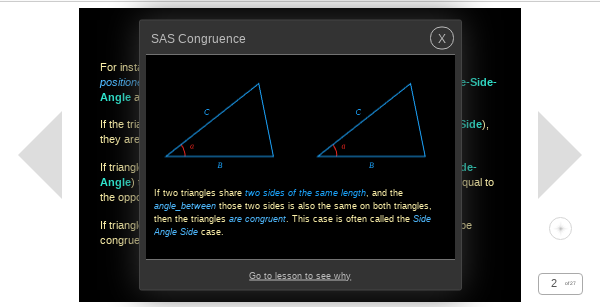 SAS Congruence
X
For insta
position
e-Side-
Angle a
C
C
θ
θ
B
B
If the tria
Side),
they are
If triangl
de-
Angle) t
qual to
the oppo
If triangl
be
congrue
If two triangles share two sides of the same length, and the
angle_between those two sides is also the same on both triangles,
then the triangles are congruent. This case is often called the Side
Angle Side case.
Go to lesson to see why
2 of 27